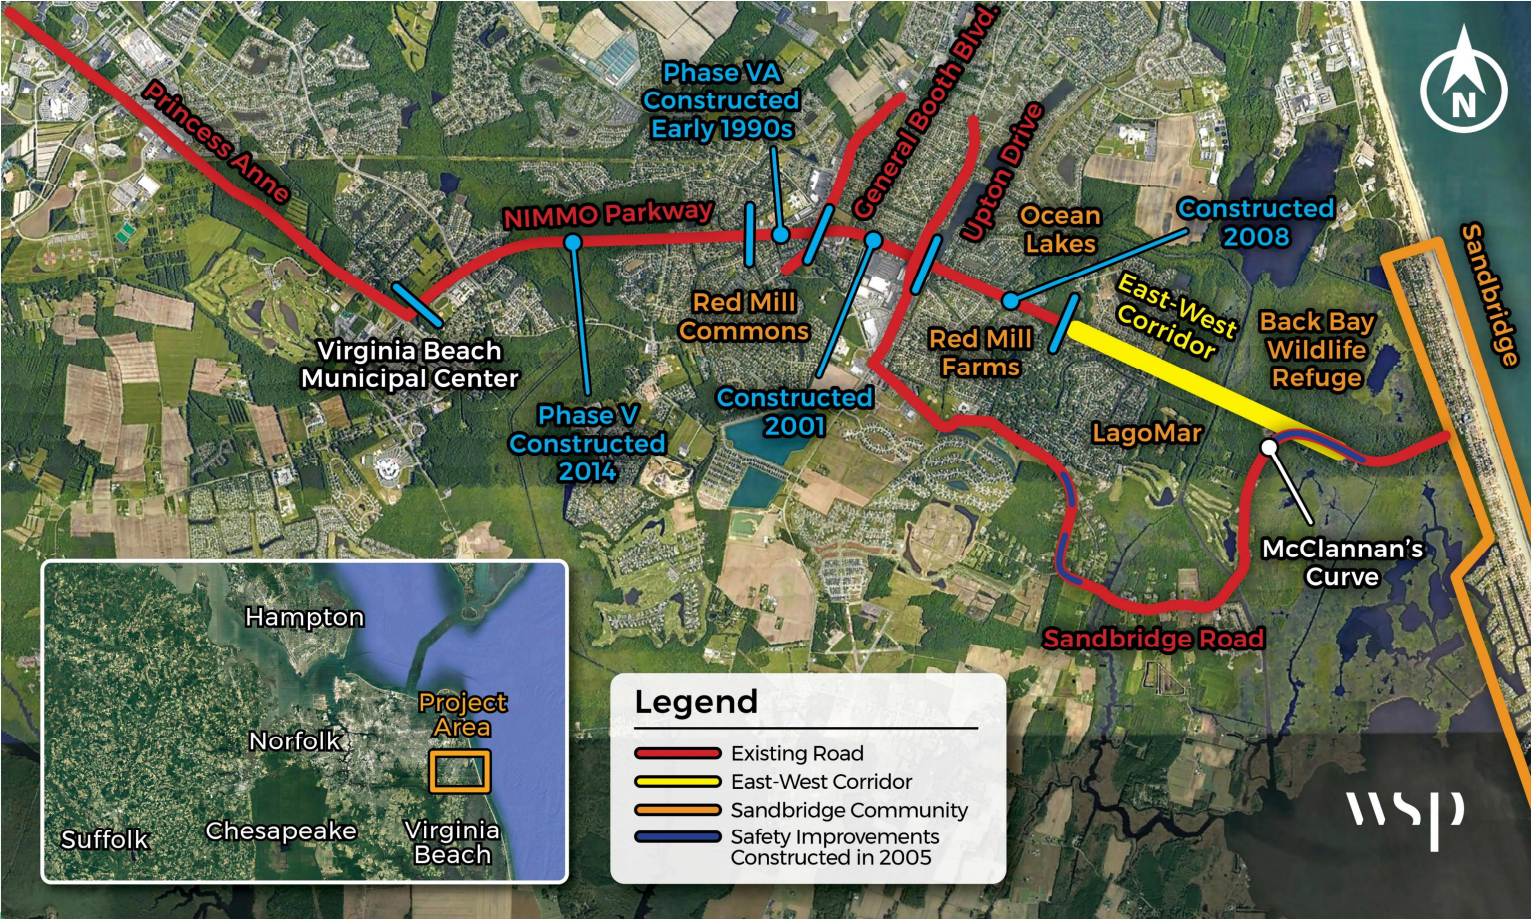 Princess Anne
Phase VA
Constructed
Early 1990s
General Booth Blvd.
Upton Drive
NIMMO Parkway
Ocean
Lakes
Constructed
2008
N
Sandbridge
Virginia Beach
Municipal Center
Red Mill
Commons
Red Mill
Farms
East-West
Corridor
Back Bay
Wildlife
Refuge
Phase V
Constructed
2014
Constructed
2001
LagoMar
McClannan's
Curve
Sandbridge Road
Hampton
Project
Area
Norfolk
Suffolk
Chesapeake
Virginia
Beach
Legend
Existing Road
East-West Corridor
Sandbridge Community
Safety Improvements
Constructed in 2005
wsp